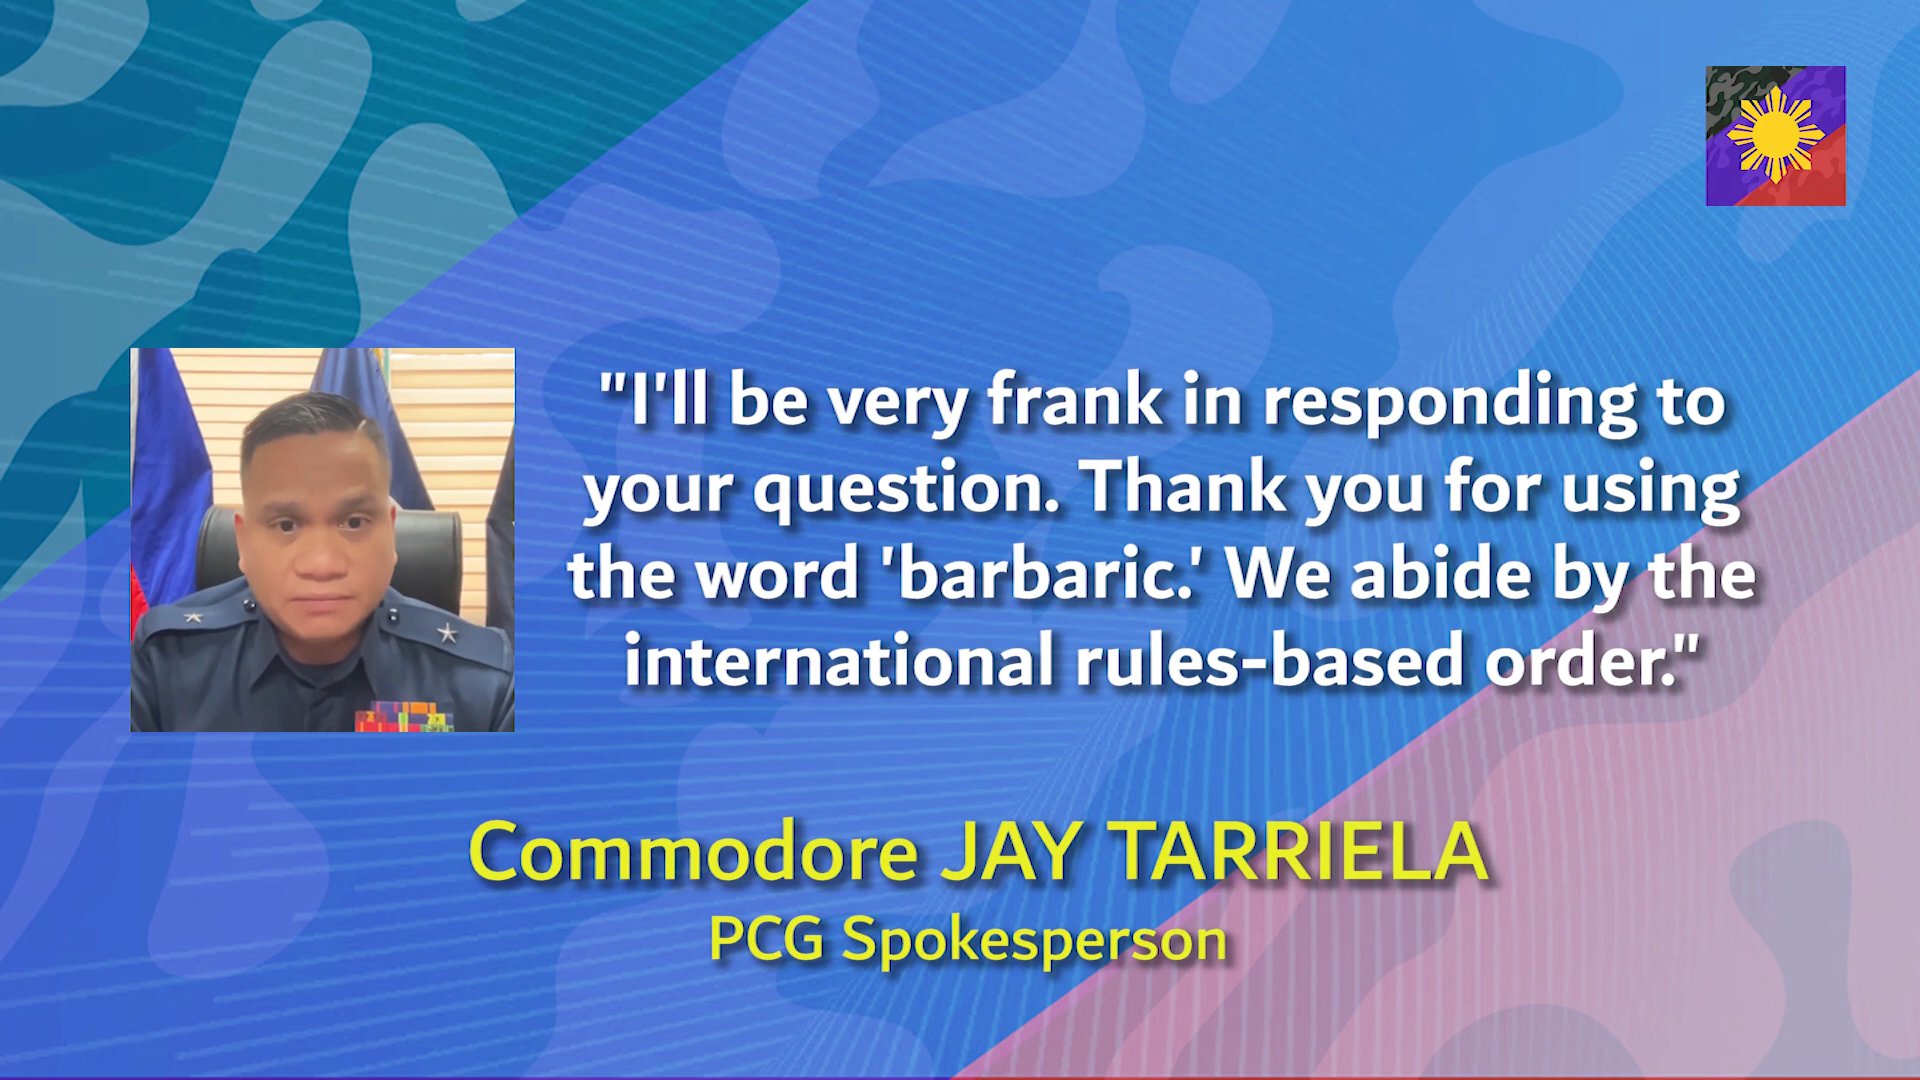 "I'll be very frank in responding to
your question. Thank you for using
the word 'barbaric.' We abide by the
international rules-based order."
Commodore JAY TARRIELA
PCG Spokesperson